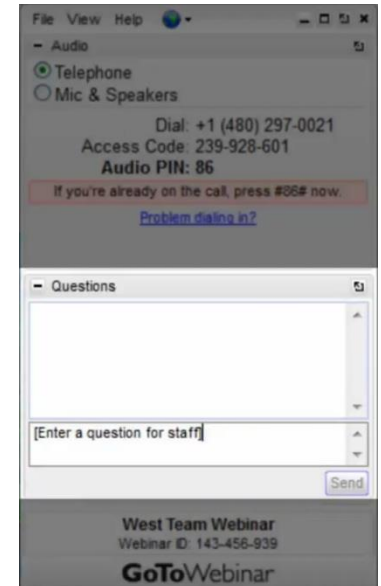 File View Help
- Audio
Telephone
Mic & Speakers
Dial: +1 (480) 297-0021
Access Code: 239-928-601
Audio PIN: 86
If you're already on the call, press #86# now.
Problem dialing in?
- Questions
[Enter a question for staff]
Send
West Team Webinar
Webinar ID: 143-456-939
GoToWebinar